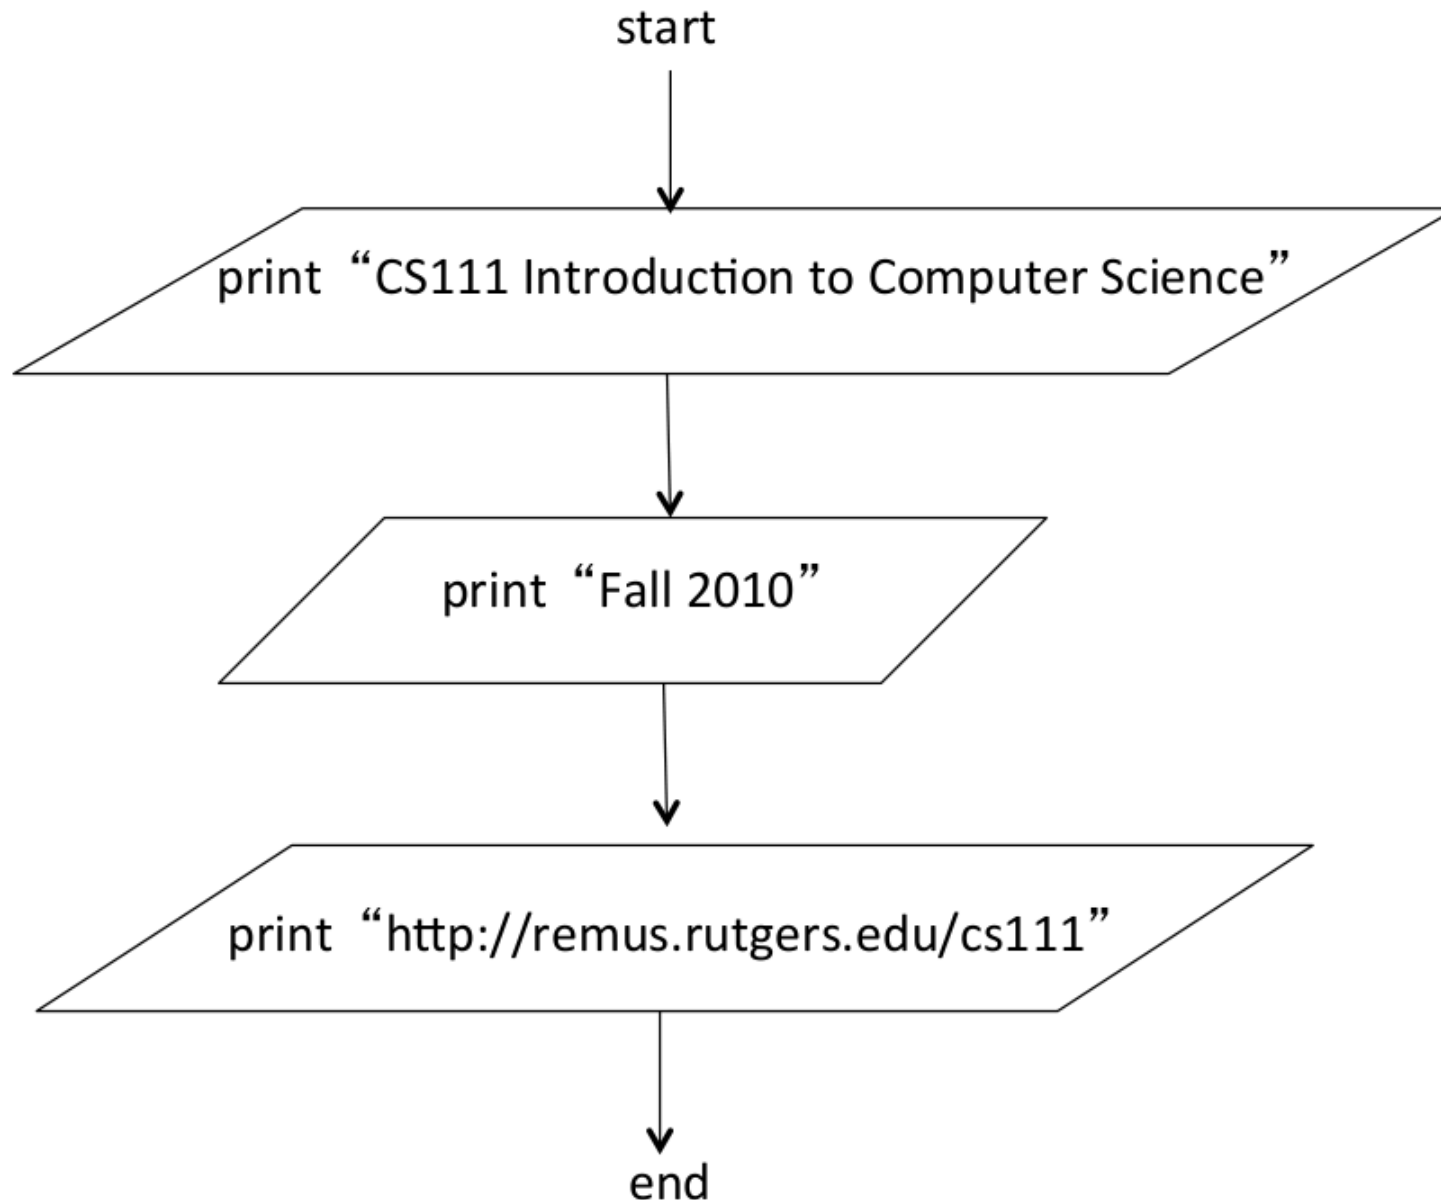 start
print “CS111 Introduction to Computer Science”
print “Fall 2010”
print “http://remus.rutgers.edu/cs111”
end